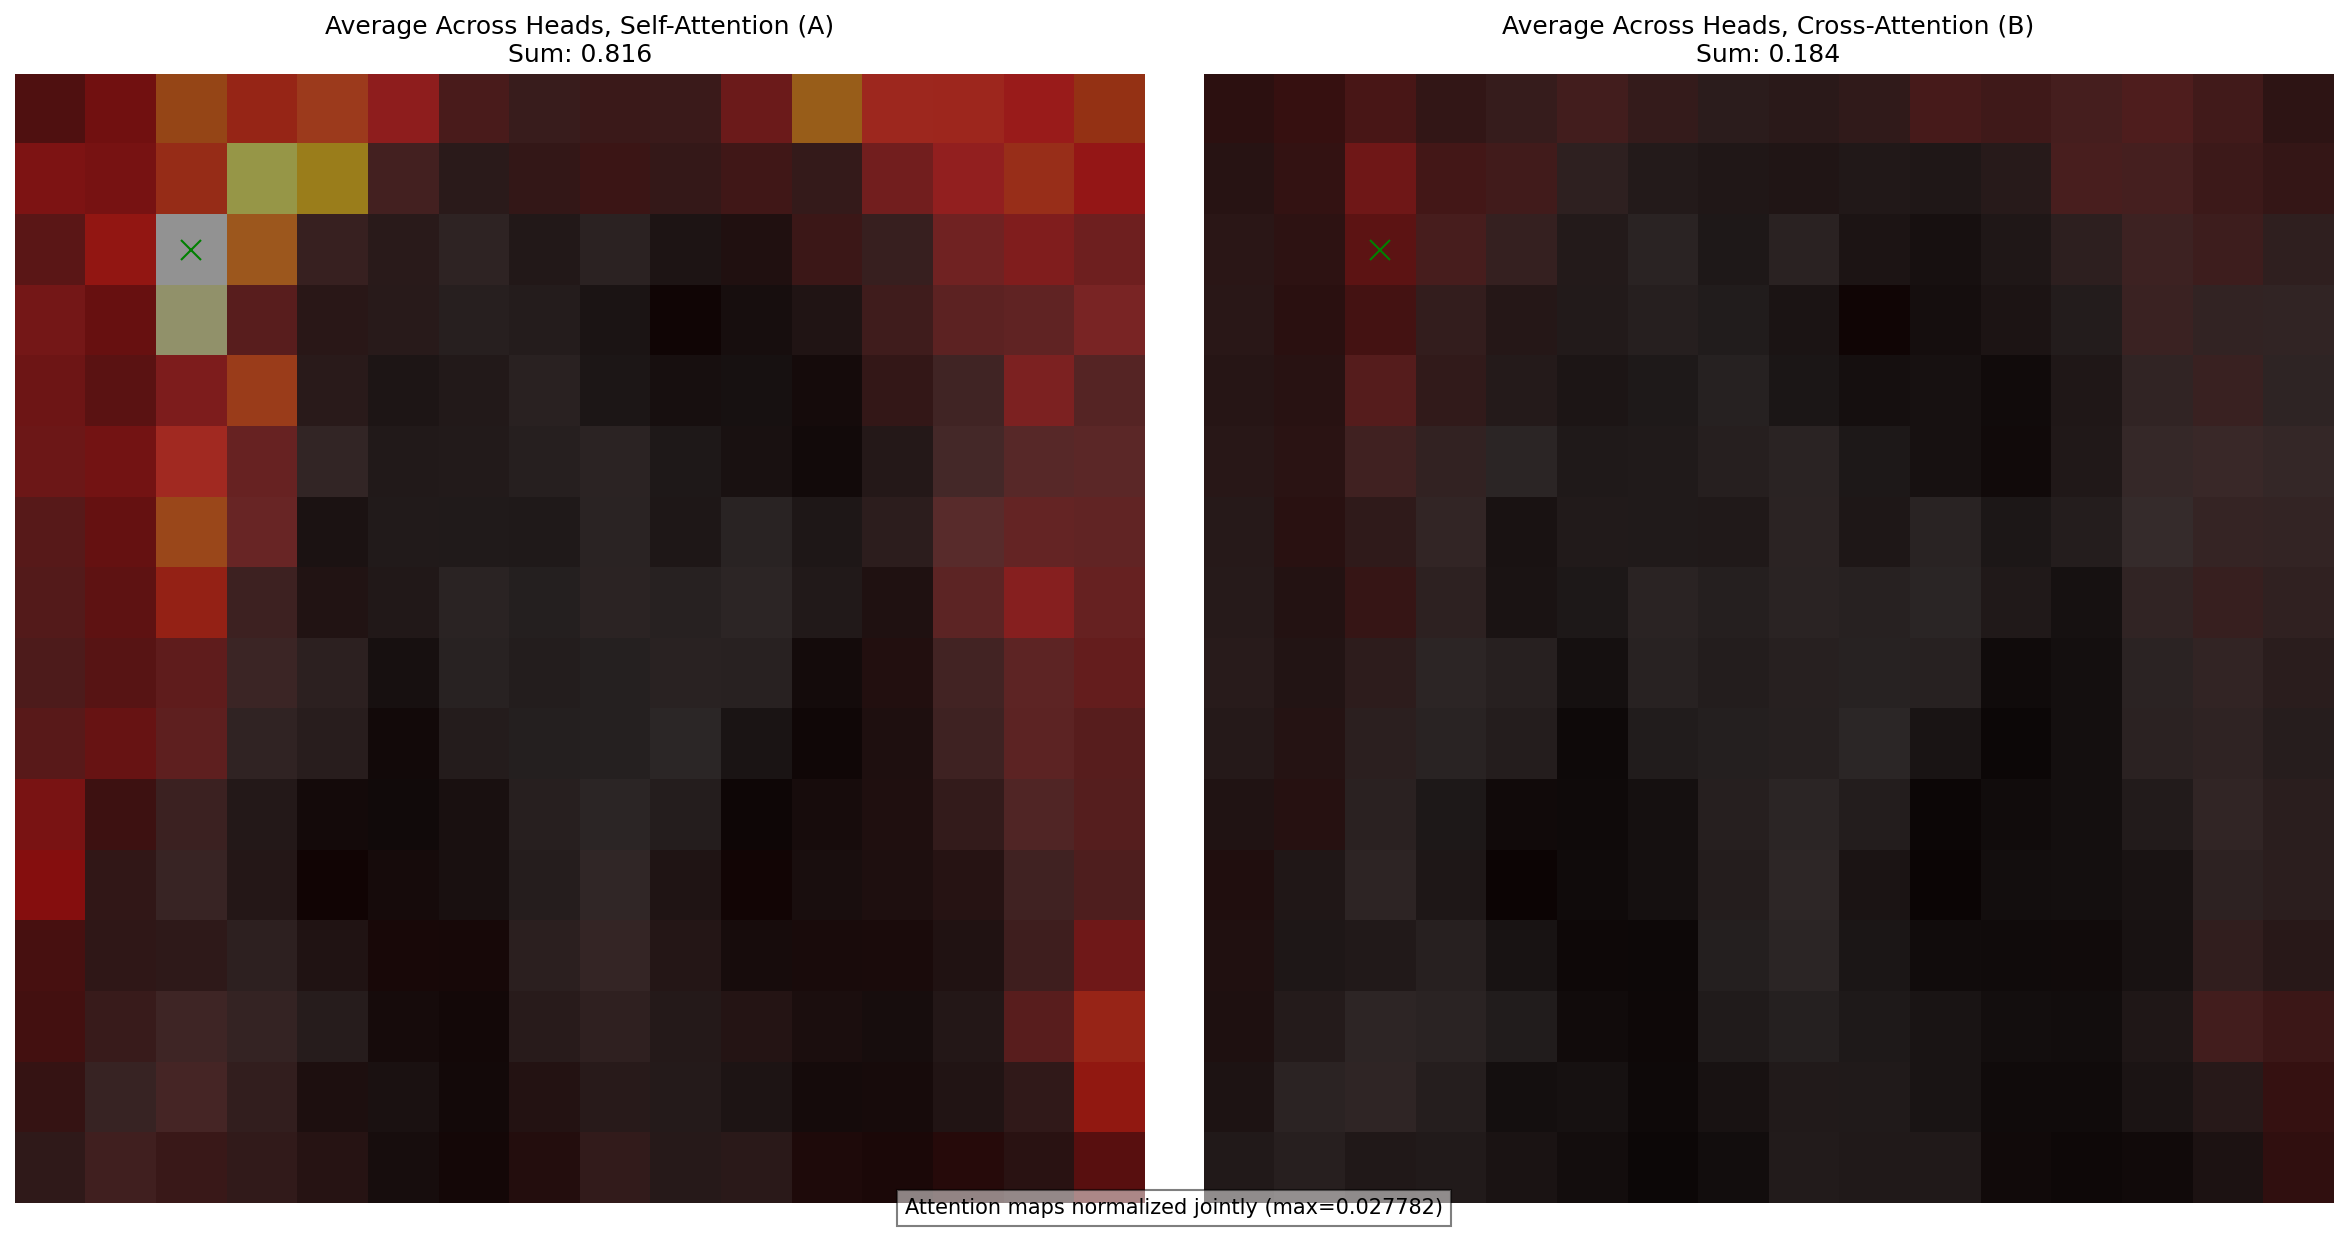 Average Across Heads, Self-Attention (A)
Sum: 0.816
Average Across Heads, Cross-Attention (B)
Sum: 0.184
Attention maps normalized jointly (max=0.027782)